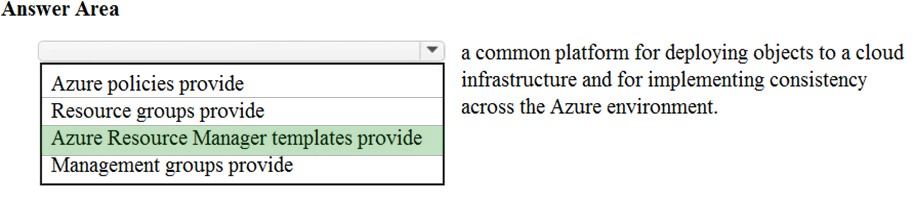 Answer Area
a common platform for deploying objects to a cloud
infrastructure and for implementing consistency
across the Azure environment.
Azure policies provide
Resource groups provide
Azure Resource Manager templates provide
Management groups provide